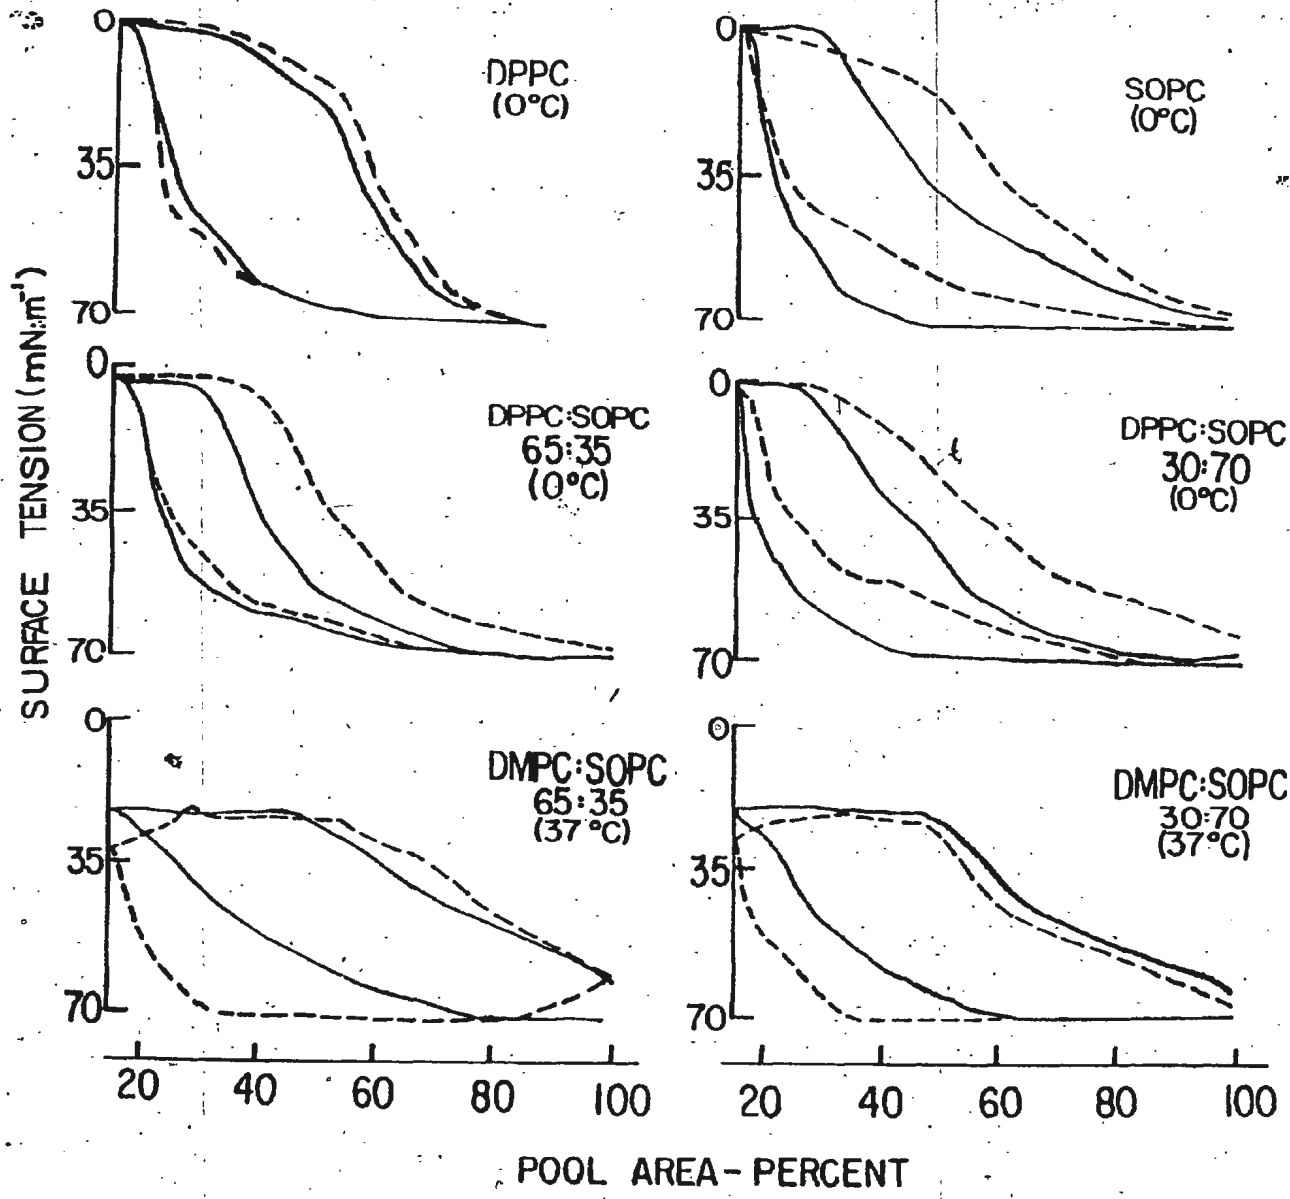 SURFACE TENSION (mN·m⁻¹)
0
35
70
DPPC
(0°C)
0
35
70
SOPC
(0°C)
0
35
70
DPPC:SOPC
65:35
(0°C)
0
35
70
DPPC:SOPC
30:70
(0°C)
0
35
70
DMPC:SOPC
65:35
(37°C)
0
35
70
DMPC:SOPC
30:70
(37°C)
20 40 60 80 100
20 40 60 80 100
POOL AREA-PERCENT